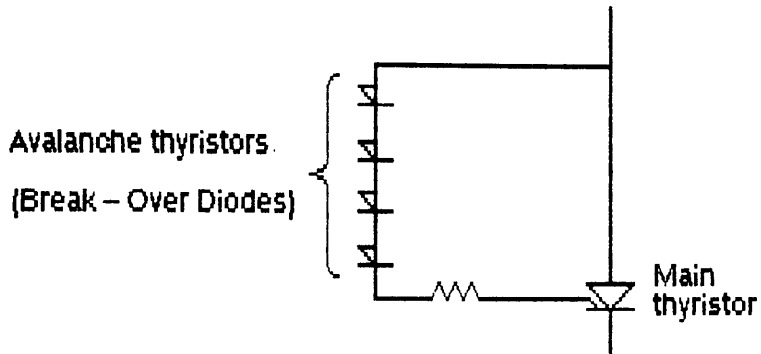 Avalanche thyristors
(Break – Over Diodes)
Main
thyristor